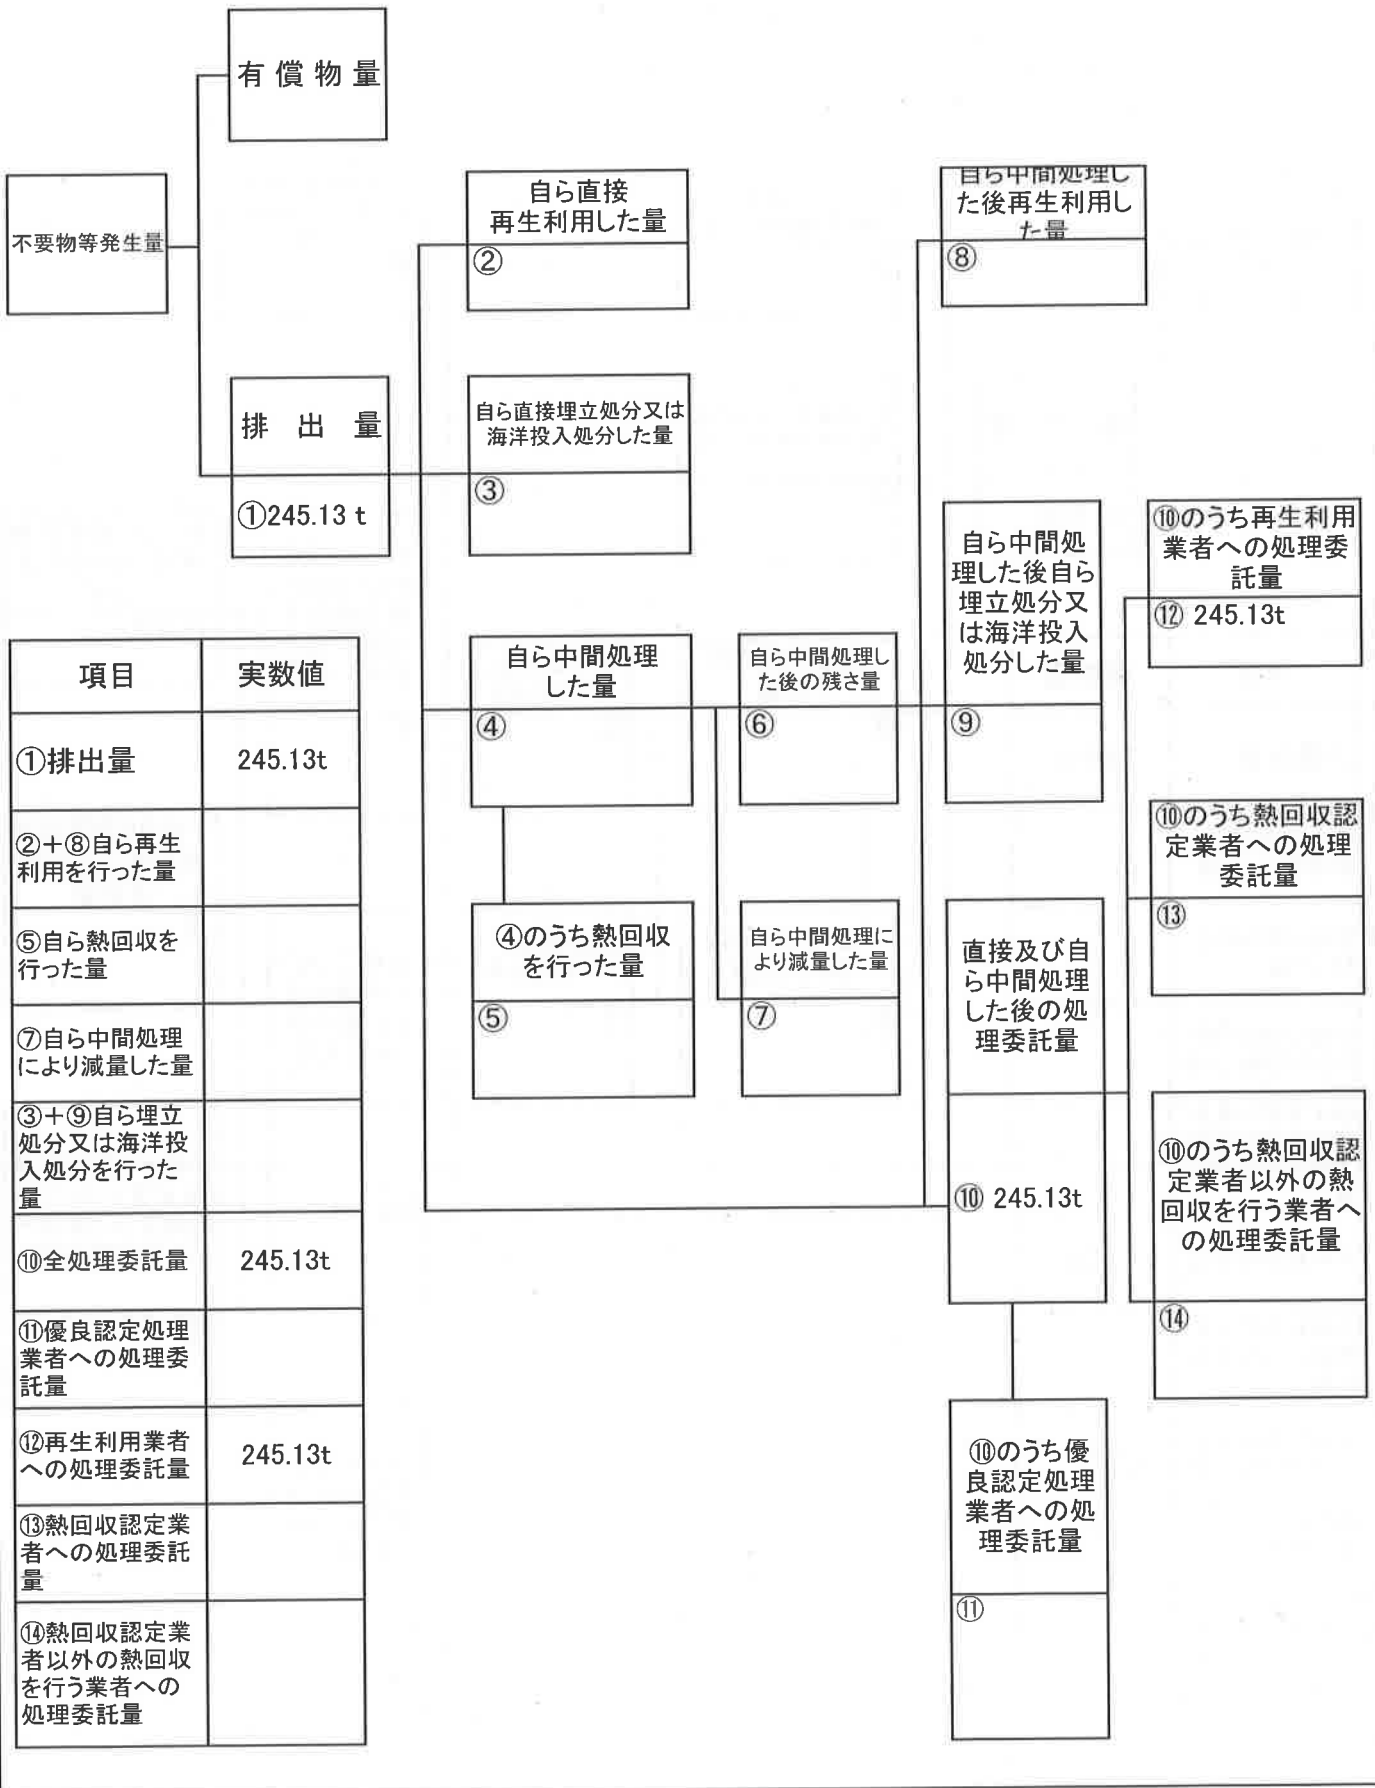 有償物量
不要物等発生量
排出量
①245.13 t
自ら直接
再生利用した量
②
自ら直接埋立処分又は
海洋投入処分した量
③
自ら中間処理
した量
④
④のうち熱回収
を行った量
⑤
自ら中間処理し
た後の残さ量
⑥
自ら中間処理に
より減量した量
⑦
自ら中間処理し
た後再生利用し
た量
⑧
自ら中間処
理した後自ら
埋立処分又
は海洋投入
処分した量
⑨
直接及び自
ら中間処理
した後の処
理委託量
⑩ 245.13t
⑩のうち優
良認定処理
業者への処
理委託量
⑪
⑩のうち再生利用
業者への処理委
託量
⑫ 245.13t
⑩のうち熱回収認
定業者への処理
委託量
⑬
⑩のうち熱回収認
定業者以外の熱
回収を行う業者へ
の処理委託量
⑭
項目 実数値
①排出量 245.13t
②＋⑧自ら再生
利用を行った量
⑤自ら熱回収を
行った量
⑦自ら中間処理
により減量した量
③＋⑨自ら埋立
処分又は海洋投
入処分を行った
量
⑩全処理委託量 245.13t
⑪優良認定処理
業者への処理委
託量
⑫再生利用業者
への処理委託量 245.13t
⑬熱回収認定業
者への処理委託
量
⑭熱回収認定業
者以外の熱回収
を行う業者への
処理委託量